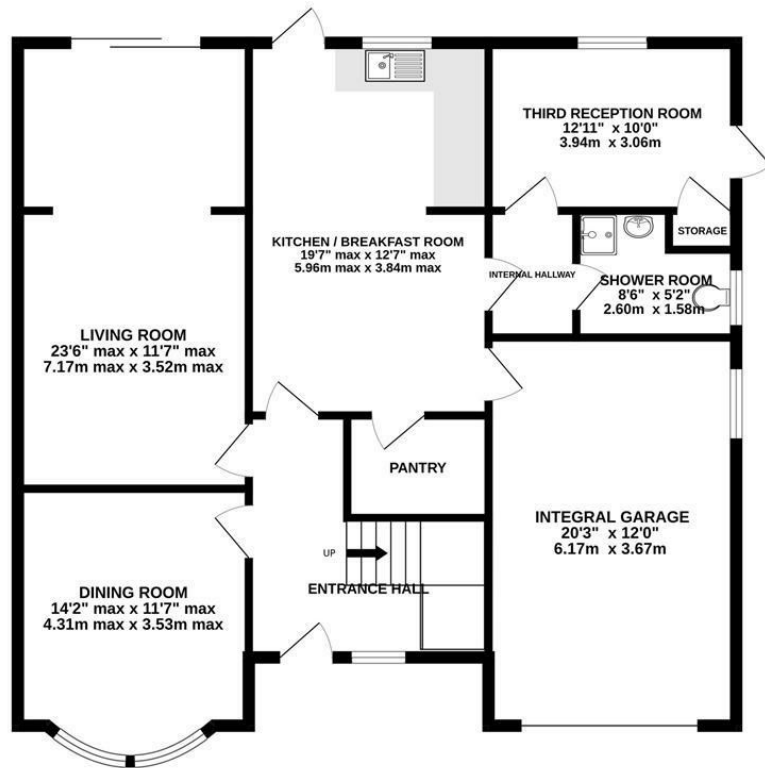 THIRD RECEPTION ROOM
12'11" x 10'0"
3.94m x 3.06m
STORAGE
KITCHEN / BREAKFAST ROOM
19'7" max x 12'7" max
5.96m max x 3.84m max
INTERNAL HALLWAY
SHOWER ROOM
8'6" x 5'2"
2.60m x 1.58m
LIVING ROOM
23'6" max x 11'7" max
7.17m max x 3.52m max
PANTRY
INTEGRAL GARAGE
20'3" x 12'0"
6.17m x 3.67m
UP
ENTRANCE HALL
DINING ROOM
14'2" max x 11'7" max
4.31m max x 3.53m max